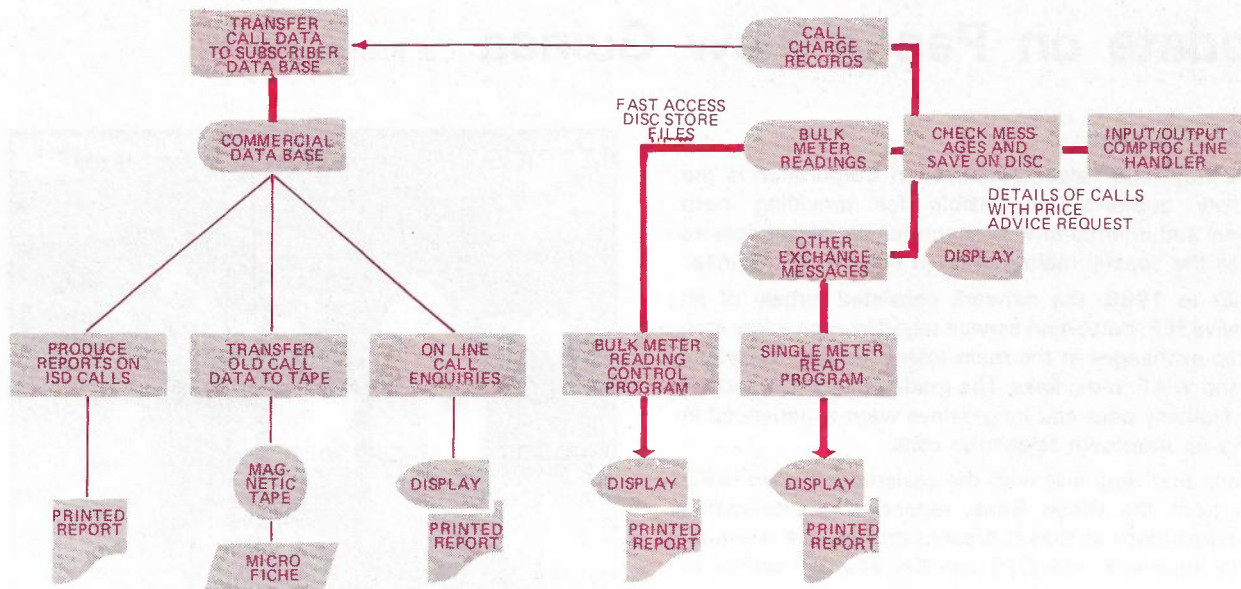 TRANSFER
CALL DATA
TO SUBSCRIBER
DATA BASE
CALL
CHARGE
RECORDS
COMMERCIAL
DATA BASE
FAST ACCESS
DISC STORE
FILES
BULK
METER
READINGS
CHECK MESS-
AGES AND
SAVE ON DISC
INPUT/OUTPUT
COMPROC LINE
HANDLER
DETAILS OF CALLS
WITH PRICE
ADVICE REQUEST
OTHER
EXCHANGE
MESSAGES
DISPLAY
PRODUCE
REPORTS ON
ISD CALLS
TRANSFER
OLD CALL
DATA TO TAPE
ON LINE
CALL
ENQUIRIES
BULK METER
READING
CONTROL
PROGRAM
SINGLE METER
READ
PROGRAM
PRINTED
REPORT
MAG-
NETIC
TAPE
MICRO
FICHE
DISPLAY
PRINTED
REPORT
DISPLAY
PRINTED
REPORT
DISPLAY
PRINTED
REPORT